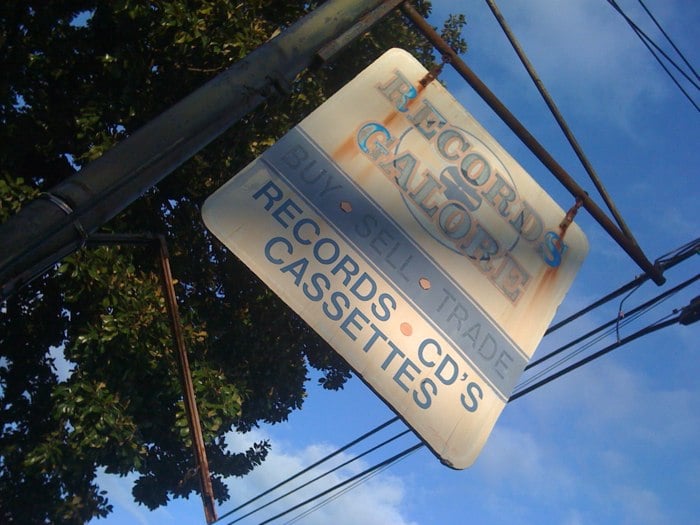 RECORDS
GALORE
BUY • SELL • TRADE
RECORDS • CD'S
CASSETTES